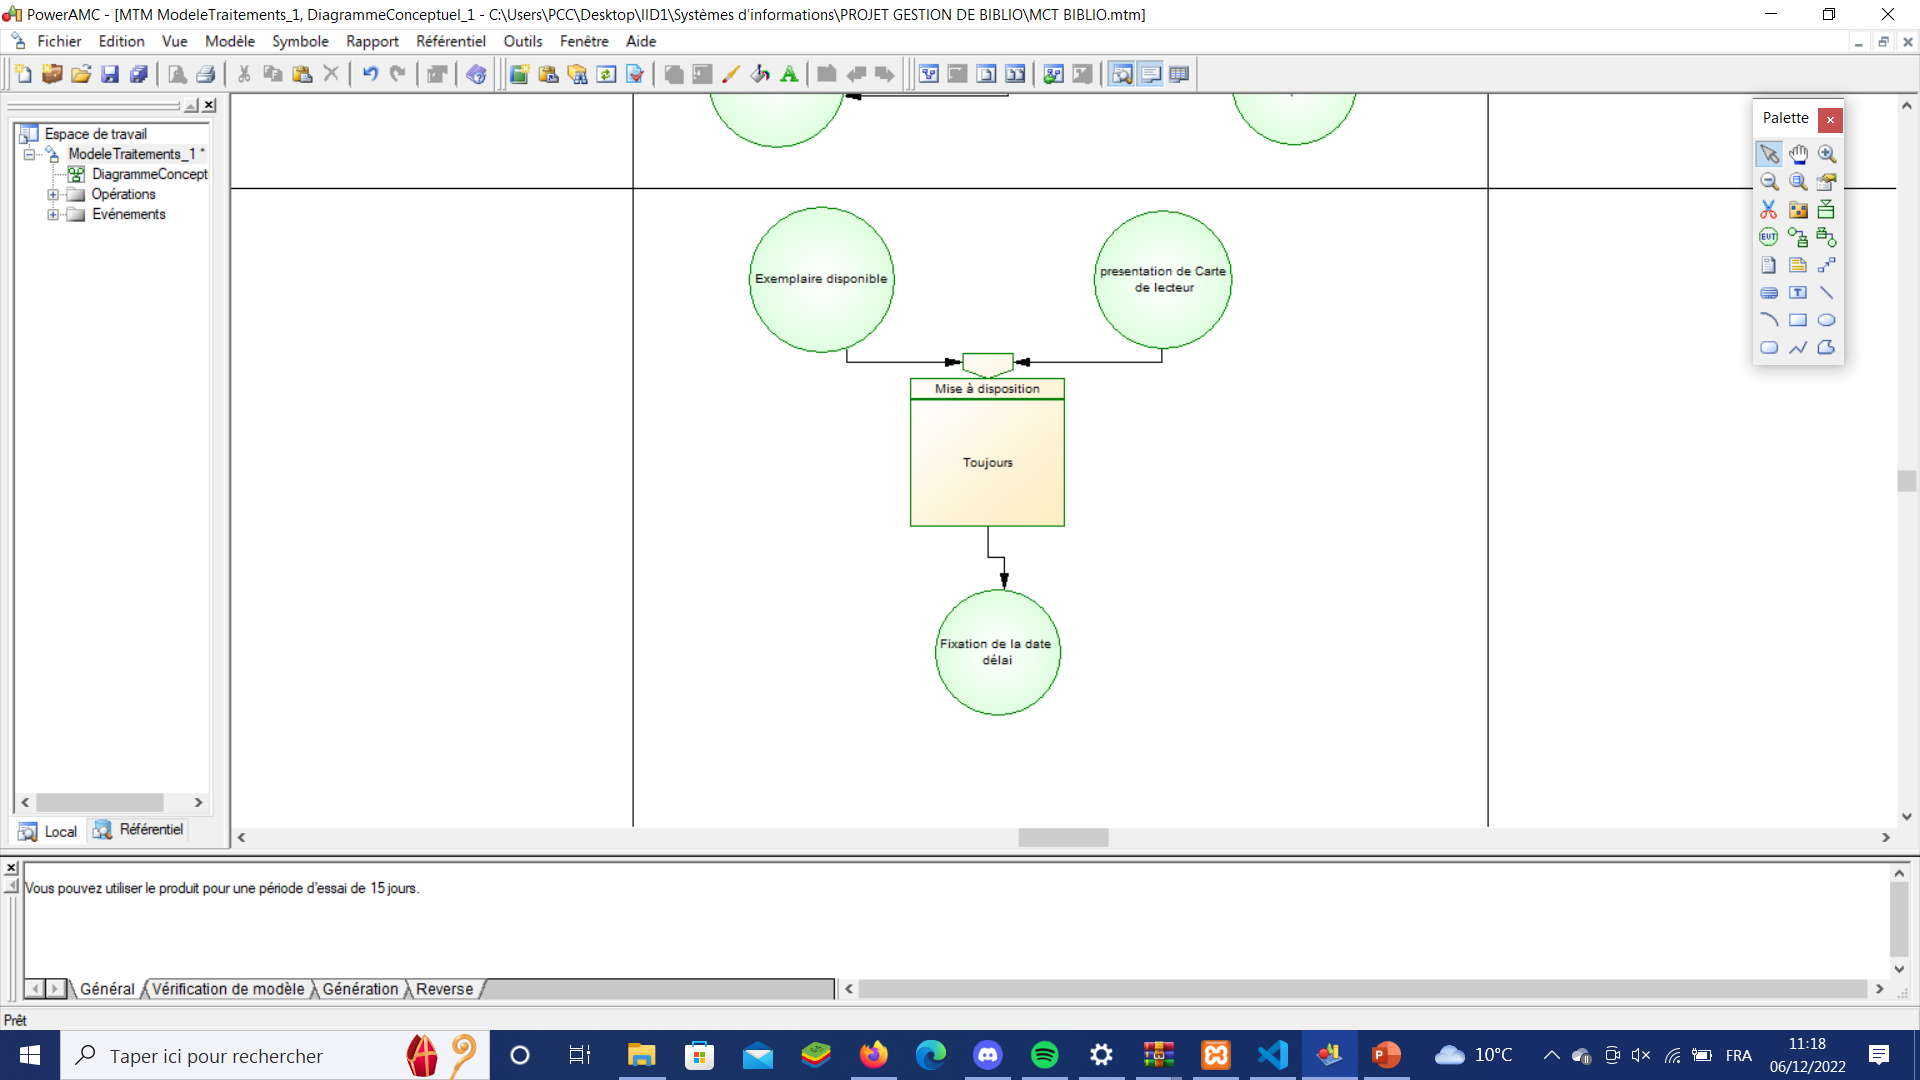 PowerAMC - [MTM ModeleTraitements_1, DiagrammeConceptuel_1 - C:\Users\PCC\Desktop\IID1\Systèmes d'informations\PROJET GESTION DE BIBLIO\MCT BIBLIO.mtm]
Fichier Edition Vue Modèle Symbole Rapport Référentiel Outils Fenêtre Aide
Espace de travail
ModeleTraitements_1 *
DiagrammeConcept
Opérations
Evénements
Local Référentiel
Palette
EVT
T
Exemplaire disponible
presentation de Carte
de lecteur
Mise à disposition
Toujours
Fixation de la date
délai
Vous pouvez utiliser le produit pour une période d'essai de 15 jours.
Général Vérification de modèle Génération Reverse
Prêt
Taper ici pour rechercher
10°C
FRA
11:18
06/12/2022